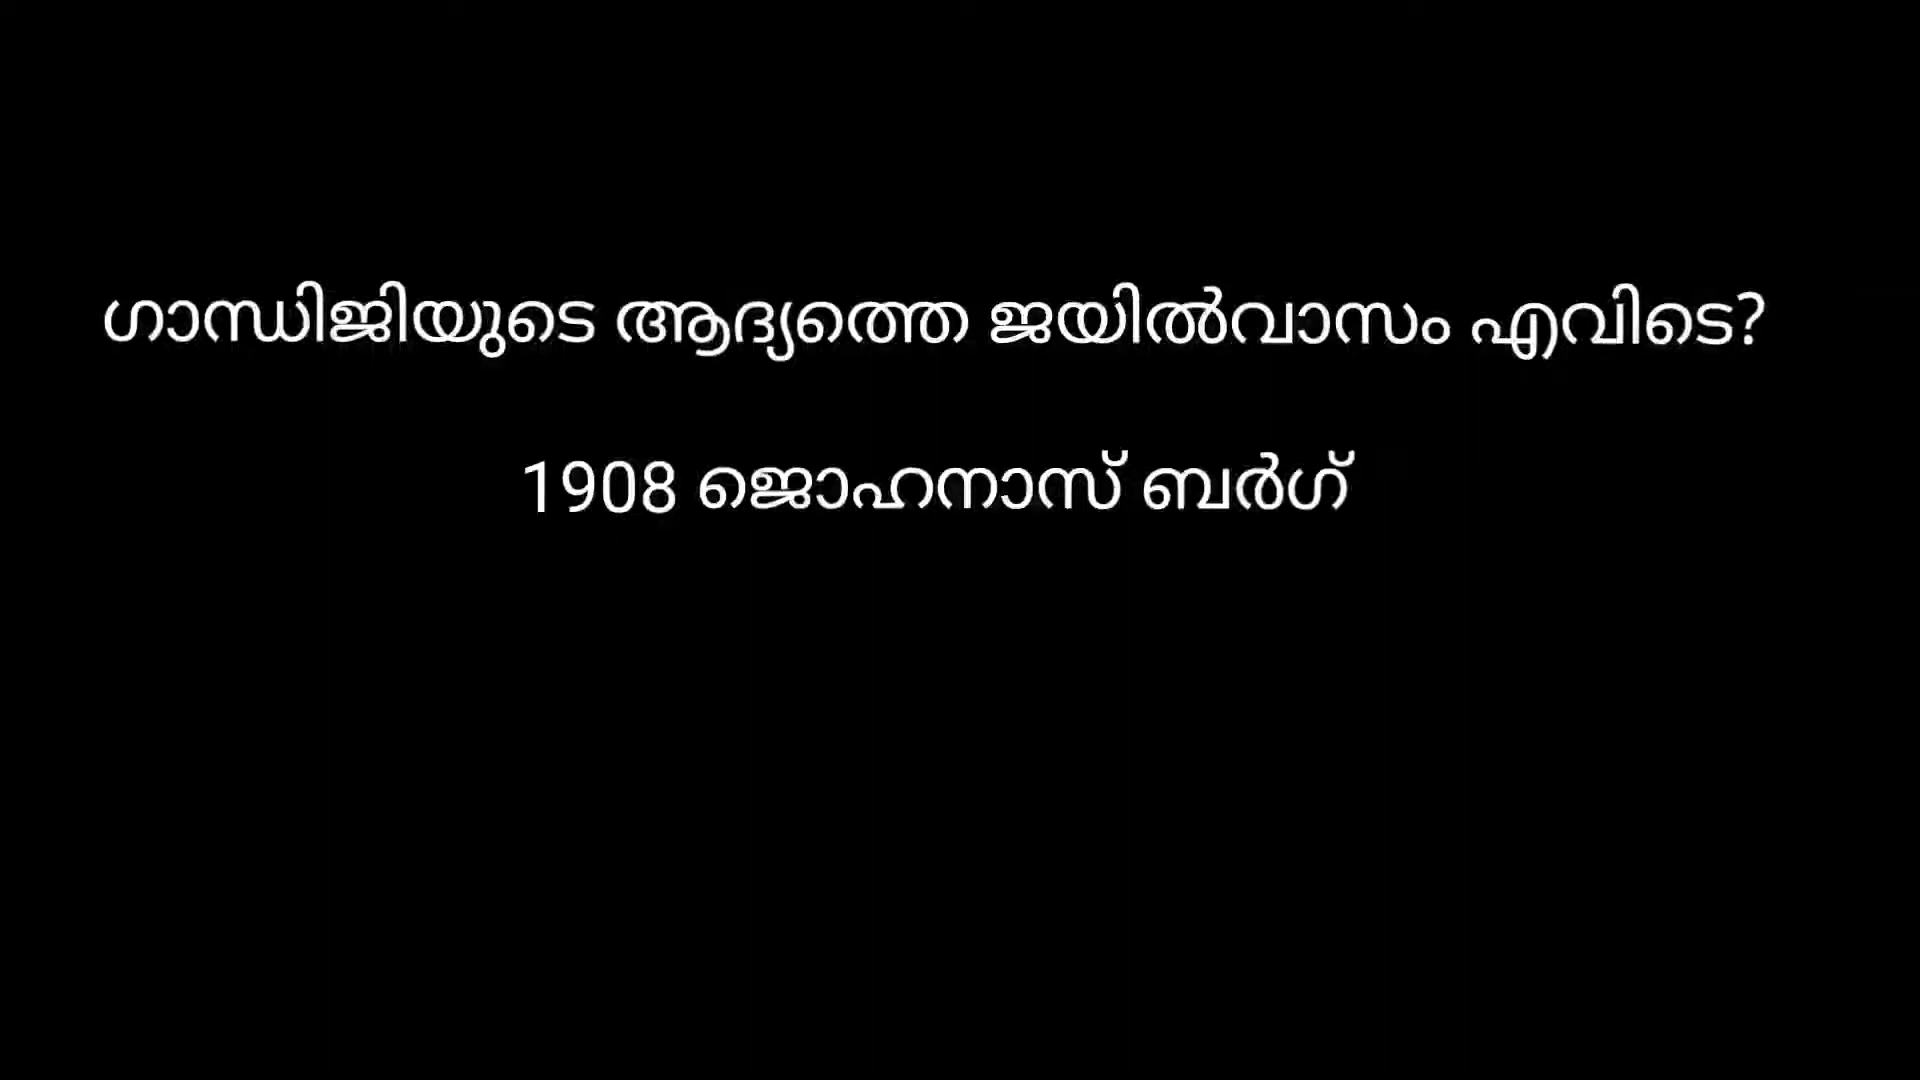 ഗാന്ധിജിയുടെ ആദ്യത്തെ ജയിൽവാസം എവിടെ?
1908 ജൊഹനാസ് ബർഗ്